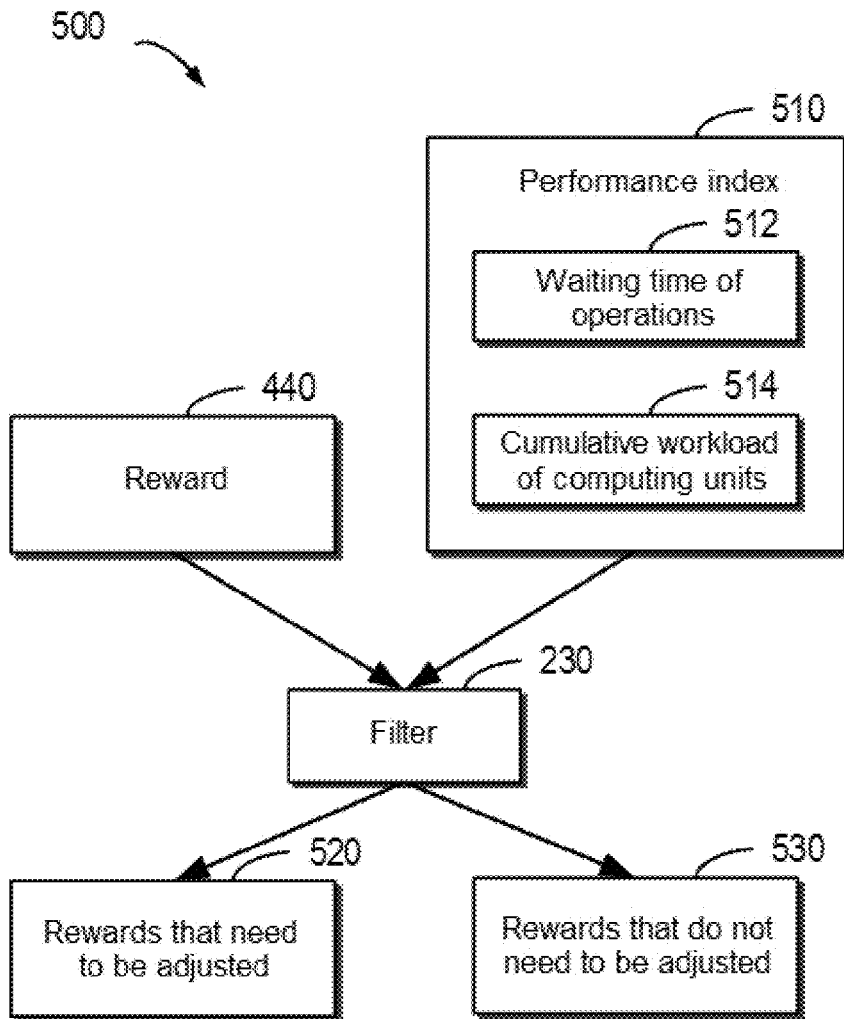 500
510
Performance index
512
Waiting time of
operations
514
Cumulative workload
of computing units
440
Reward
230
Filter
520
Rewards that need
to be adjusted
530
Rewards that do not
need to be adjusted